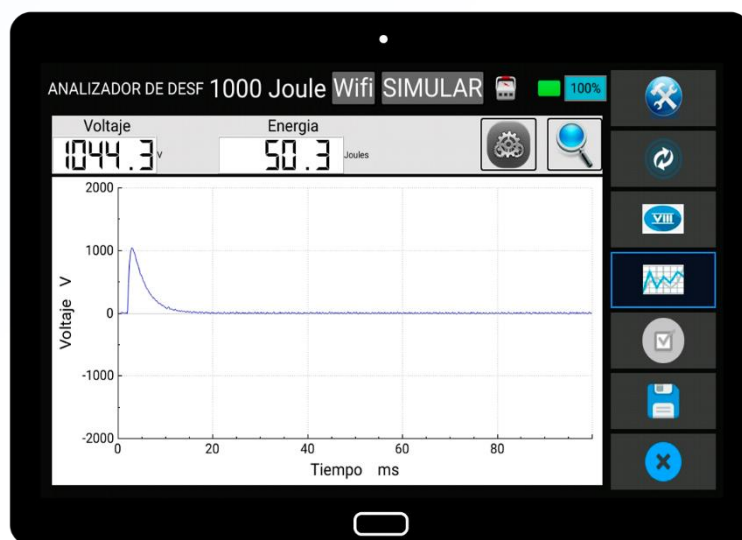 ANALIZADOR DE DESF 1000 Joule Wifi SIMULAR 100%
Voltaje Energia
1044.3 V 50.3 Joules
VIII
2000
1000
0
-1000
-2000
Voltaje V
0 20 40 60 80
Tiempo ms